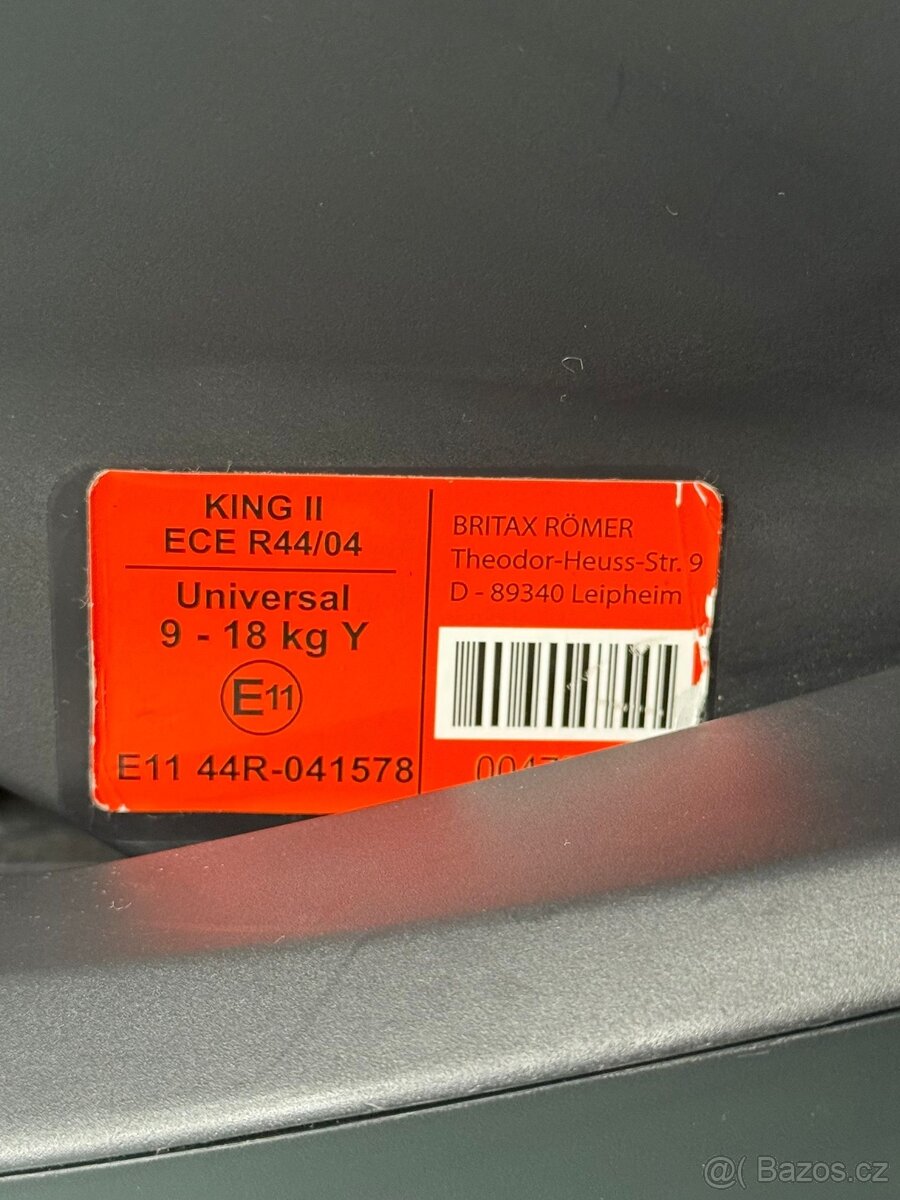 KING II
ECE R44/04
Universal
9 - 18 kg Y
E11
E11 44R-041578
BRITAX RÖMER
Theodor-Heuss-Str. 9
D - 89340 Leipheim
@( Bazoš.cz